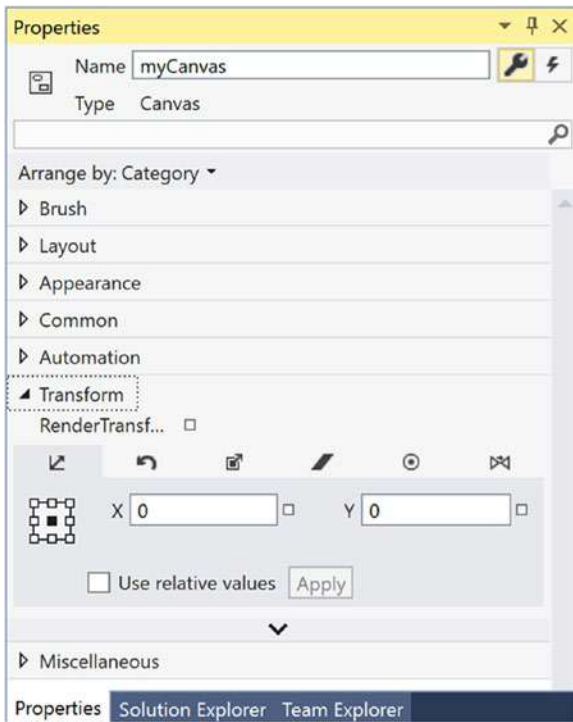 Properties
Name myCanvas
Type Canvas
Arrange by: Category
Brush
Layout
Appearance
Common
Automation
Transform
RenderTransf...
X 0 Y 0
Use relative values Apply
Miscellaneous
Properties Solution Explorer Team Explorer